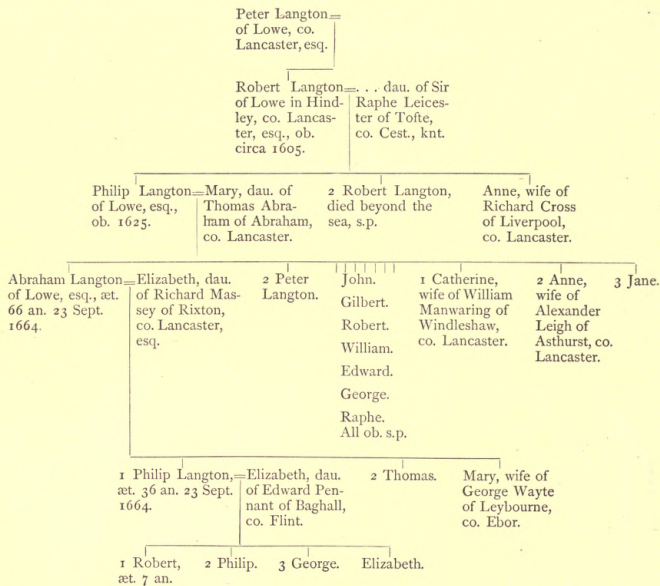 Peter Langton=
of Lowe, co.
Lancaster, esq.
Robert Langton=
of Lowe in Hind-
ley, co. Lancas-
ter, esq., ob.
circa 1605.
. . . dau. of Sir
Raphe Leices-
ter of Tofte,
co. Cest., knt.
Philip Langton=
of Lowe, esq.,
ob. 1625.
Mary, dau. of
Thomas Abra-
ham of Abraham,
co. Lancaster.
2 Robert Langton,
died beyond the
sea, s.p.
Anne, wife of
Richard Cross
of Liverpool,
co. Lancaster.
Abraham Langton=
of Lowe, esq., æt.
66 an. 23 Sept.
1664.
Elizabeth, dau.
of Richard Mas-
sey of Rixton,
co. Lancaster,
esq.
2 Peter
Langton.
John.
Gilbert.
Robert.
William.
Edward.
George.
Raphe.
All ob. s.p.
1 Catherine,
wife of William
Manwaring of
Windleshaw,
co. Lancaster.
2 Anne,
wife of
Alexander
Leigh of
Asthurst, co.
Lancaster.
3 Jane.
1 Philip Langton,=
æt. 36 an. 23 Sept.
1664.
Elizabeth, dau.
of Edward Pen-
nant of Baghall,
co. Flint.
2 Thomas.
Mary, wife of
George Wayte
of Leybourne,
co. Ebor.
1 Robert,
æt. 7 an.
2 Philip.
3 George.
Elizabeth.